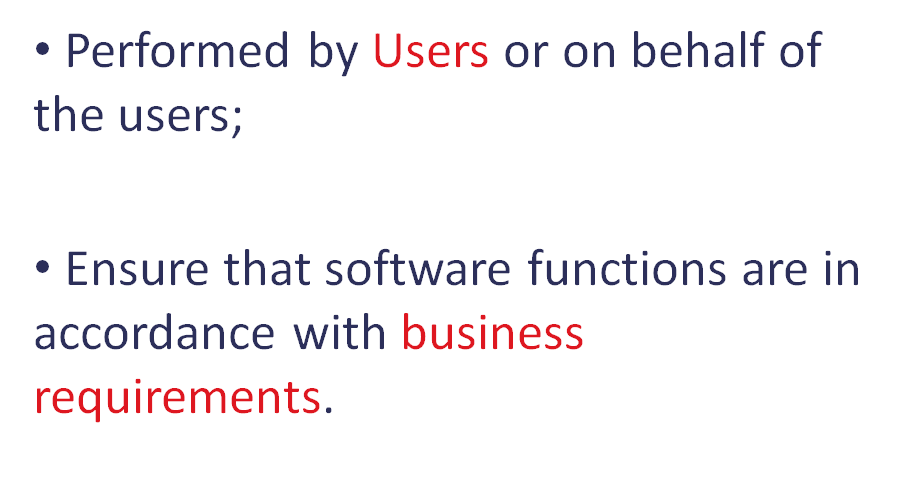 • Performed by Users or on behalf of
the users;
• Ensure that software functions are in
accordance with business
requirements.